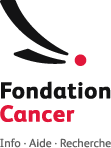 Fondation
Cancer
Info · Aide · Recherche